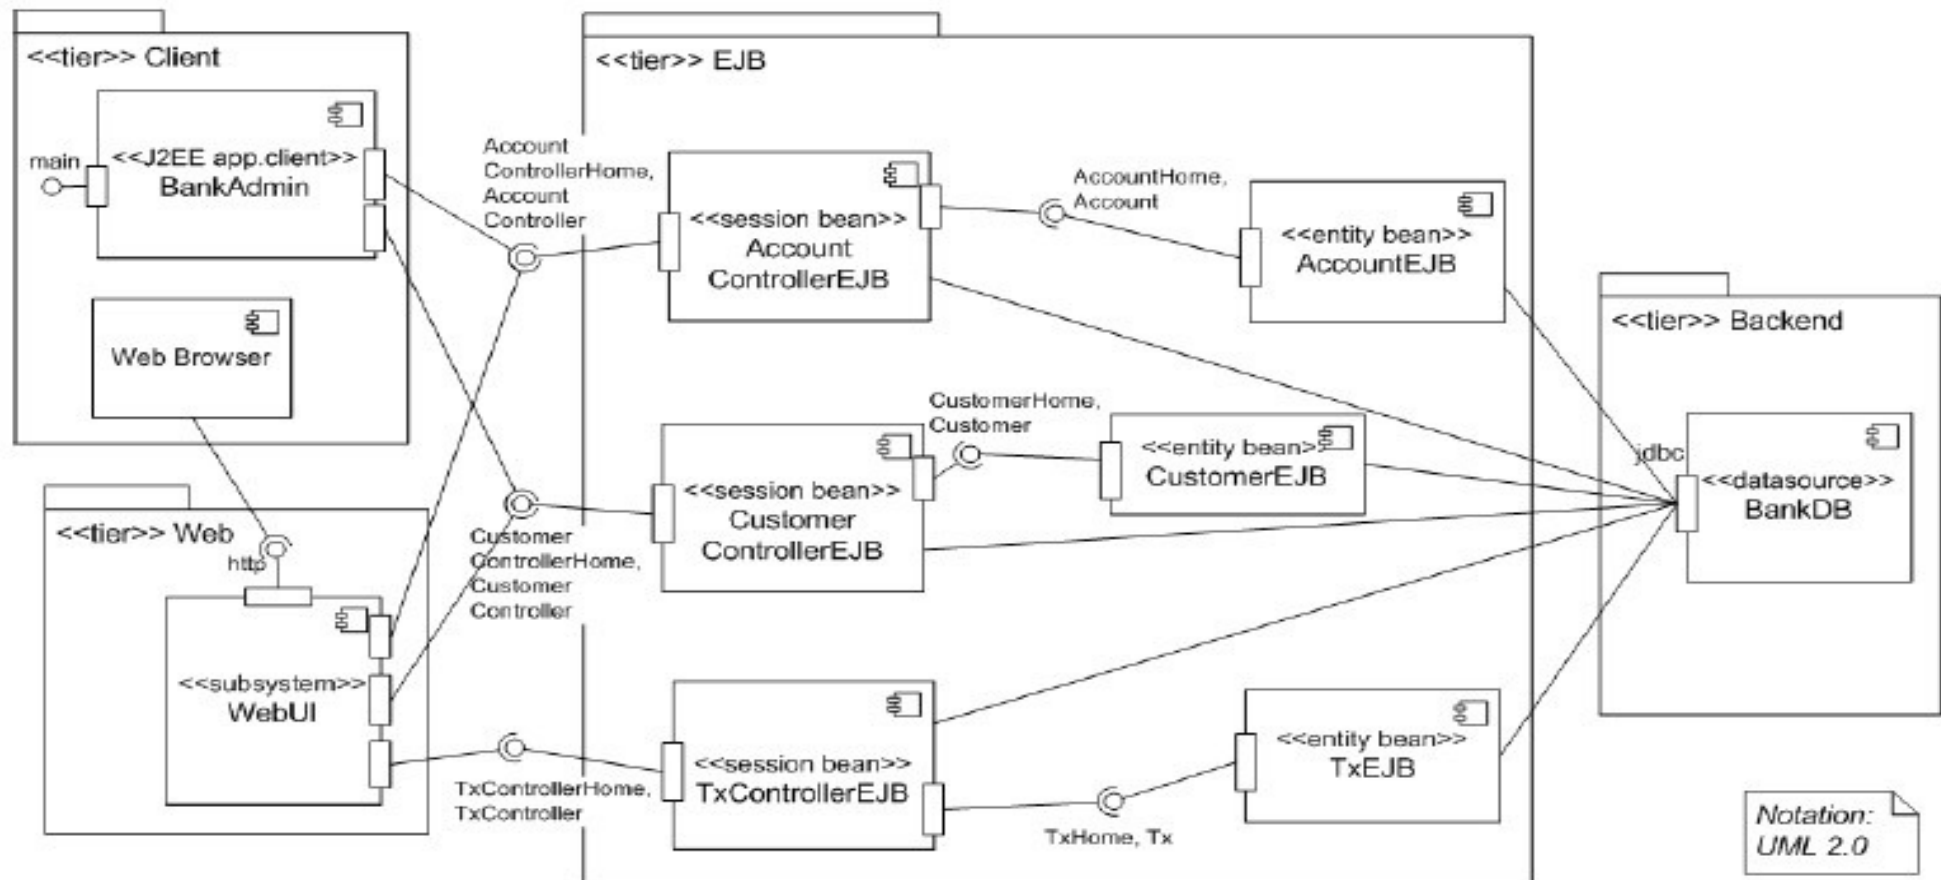 <<tier>> Client
main
<<J2EE app.client>>
BankAdmin
Web Browser
<<tier>> Web
http
<<subsystem>>
WebUI
Account
ControllerHome,
Account
Controller
Customer
ControllerHome,
Customer
Controller
TxControllerHome,
TxController
<<tier>> EJB
<<session bean>>
Account
ControllerEJB
AccountHome,
Account
<<entity bean>>
AccountEJB
<<session bean>>
Customer
ControllerEJB
CustomerHome,
Customer
<<entity bean>>
CustomerEJB
<<session bean>>
TxControllerEJB
TxHome, Tx
<<entity bean>>
TxEJB
<<tier>> Backend
jdbc
<<datasource>>
BankDB
Notation:
UML 2.0